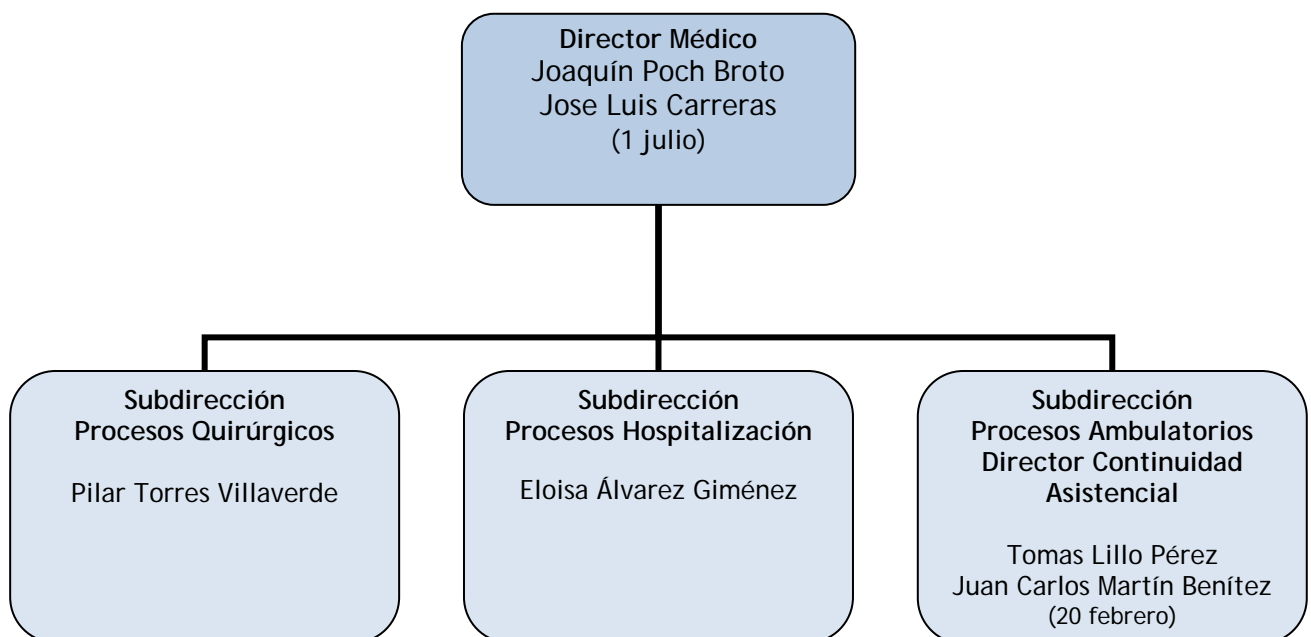 Director Médico
Joaquín Poch Broto
Jose Luis Carreras
(1 julio)
Subdirección
Procesos Quirúrgicos
Pilar Torres Villaverde
Subdirección
Procesos Hospitalización
Eloisa Álvarez Giménez
Subdirección
Procesos Ambulatorios
Director Continuidad
Asistencial
Tomas Lillo Pérez
Juan Carlos Martín Benítez
(20 febrero)